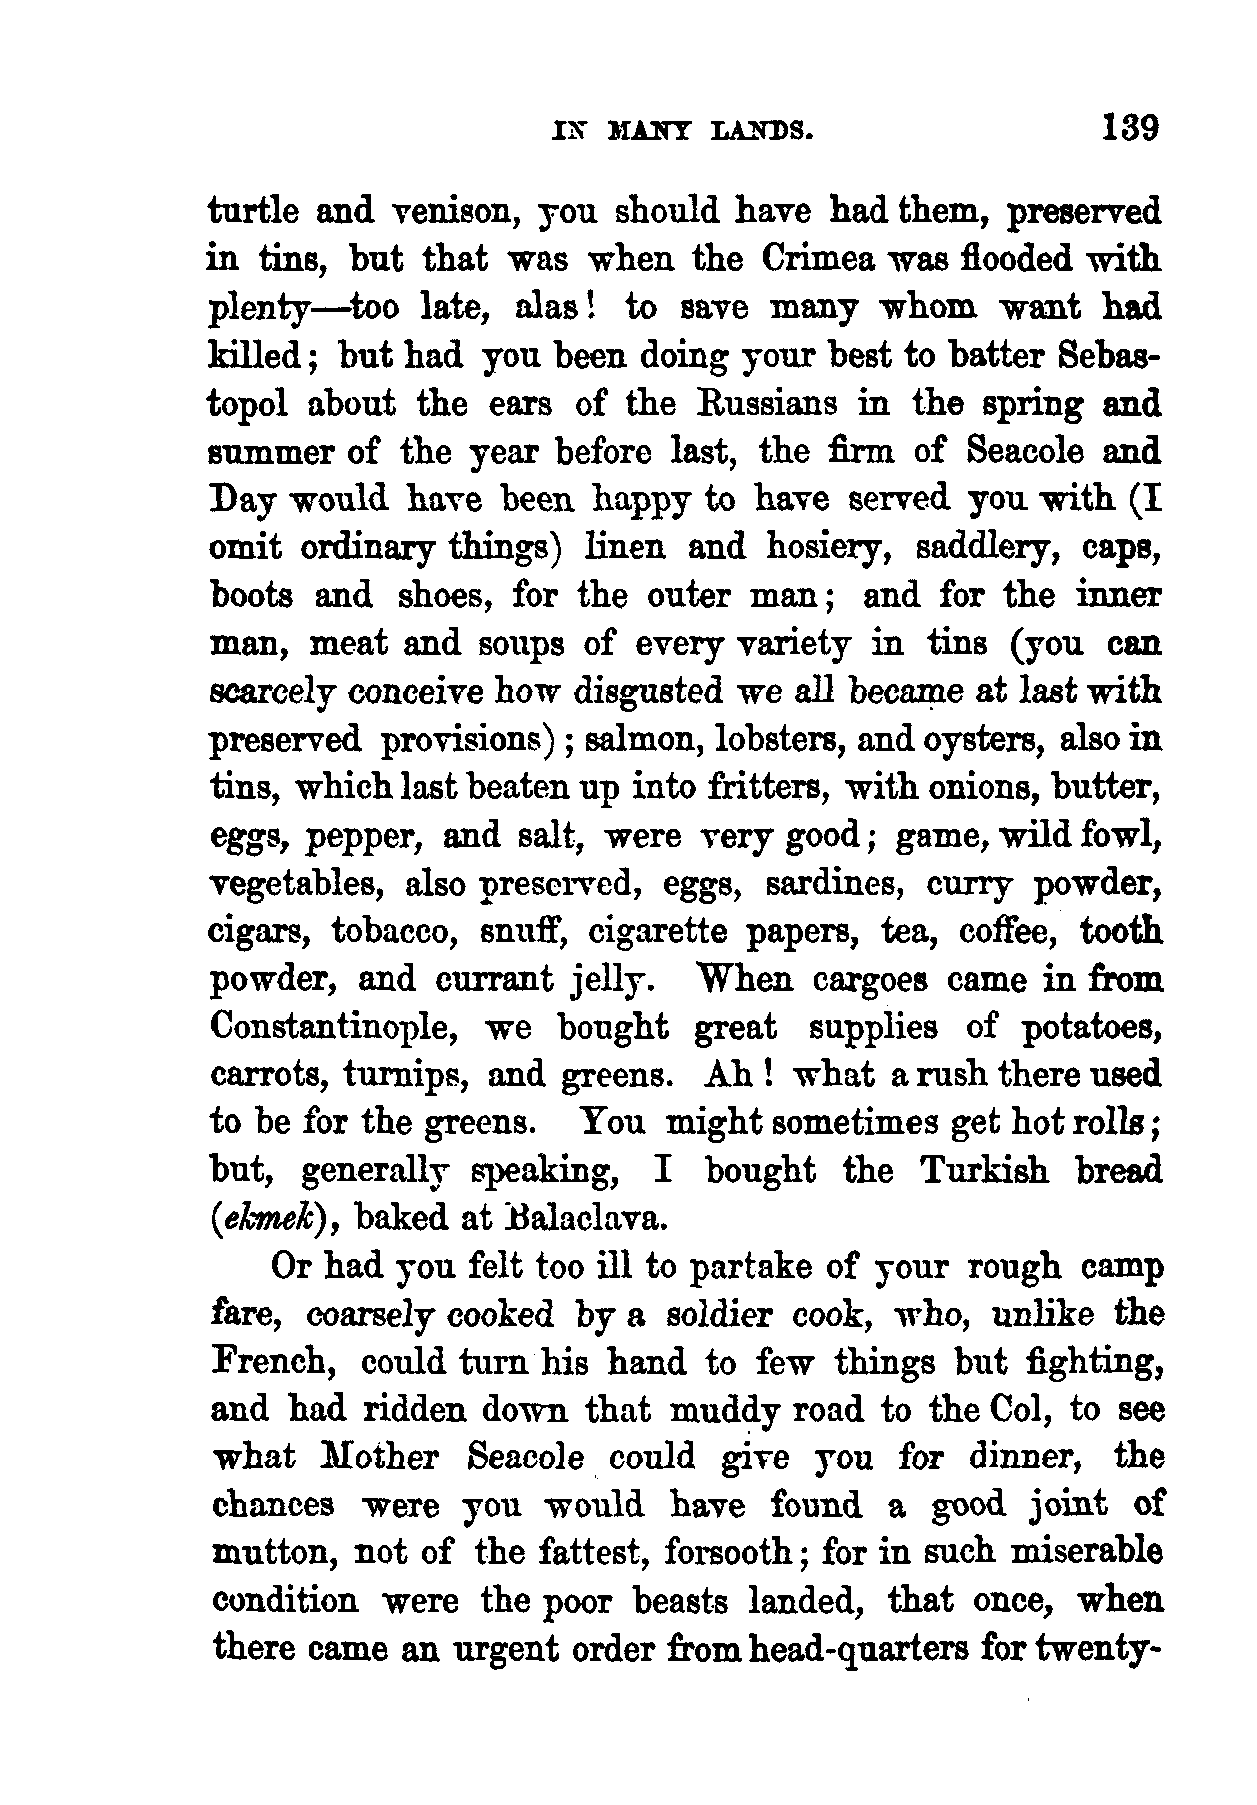 IN MANY LANDS. 139
turtle and venison, you should have had them, preserved
in tins, but that was when the Crimea was flooded with
plenty—too late, alas! to save many whom want had
killed; but had you been doing your best to batter Sebas-
topol about the ears of the Russians in the spring and
summer of the year before last, the firm of Seacole and
Day would have been happy to have served you with (I
omit ordinary things) linen and hosiery, saddlery, caps,
boots and shoes, for the outer man; and for the inner
man, meat and soups of every variety in tins (you can
scarcely conceive how disgusted we all became at last with
preserved provisions); salmon, lobsters, and oysters, also in
tins, which last beaten up into fritters, with onions, butter,
eggs, pepper, and salt, were very good; game, wild fowl,
vegetables, also preserved, eggs, sardines, curry powder,
cigars, tobacco, snuff, cigarette papers, tea, coffee, tooth
powder, and currant jelly. When cargoes came in from
Constantinople, we bought great supplies of potatoes,
carrots, turnips, and greens. Ah! what a rush there used
to be for the greens. You might sometimes get hot rolls;
but, generally speaking, I bought the Turkish bread
(ekmek), baked at Balaclava.
Or had you felt too ill to partake of your rough camp
fare, coarsely cooked by a soldier cook, who, unlike the
French, could turn his hand to few things but fighting,
and had ridden down that muddy road to the Col, to see
what Mother Seacole could give you for dinner, the
chances were you would have found a good joint of
mutton, not of the fattest, forsooth; for in such miserable
condition were the poor beasts landed, that once, when
there came an urgent order from head-quarters for twenty-